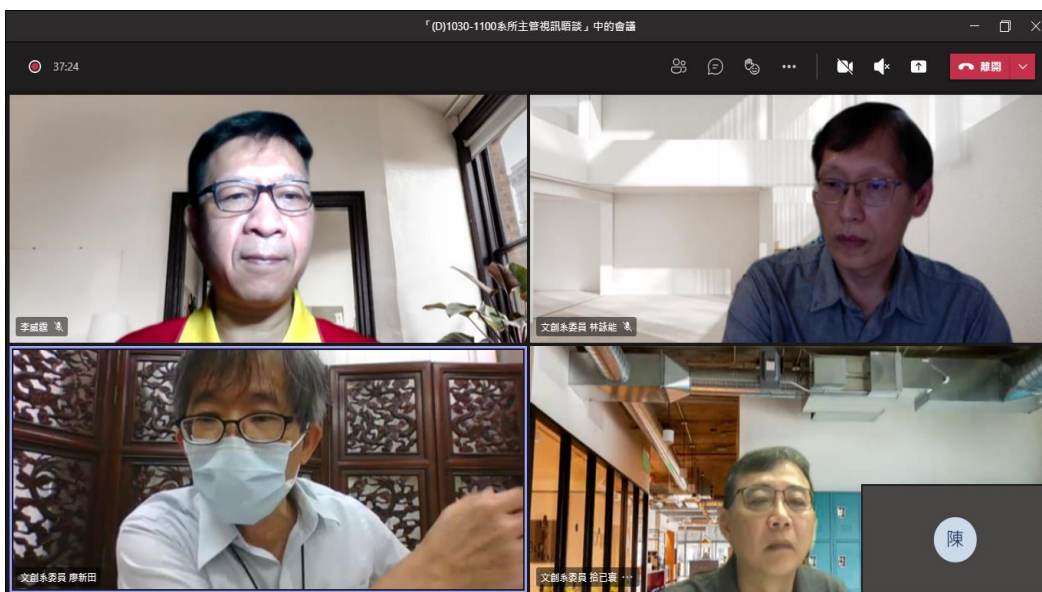 「(D)1030-1100系所主管視訊晤談」中的會議
37:24
離開
李威霆
文創系委員 林詠能
文創系委員 廖新田
文創系委員 拾已寰 ...
陳